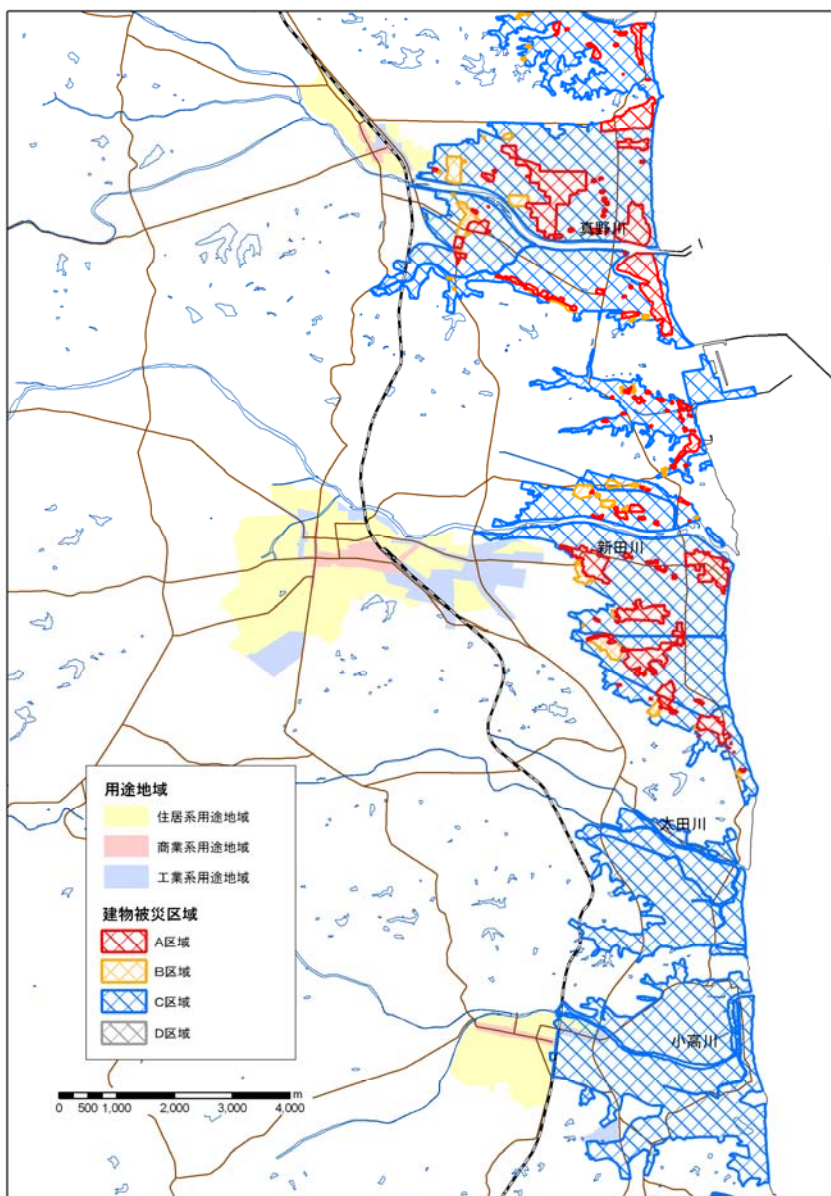 真野川
新田川
太田川
小高川
用途地域
住居系用途地域
商業系用途地域
工業系用途地域
建物被災区域
A区域
B区域
C区域
D区域
m
0 500 1,000 2,000 3,000 4,000